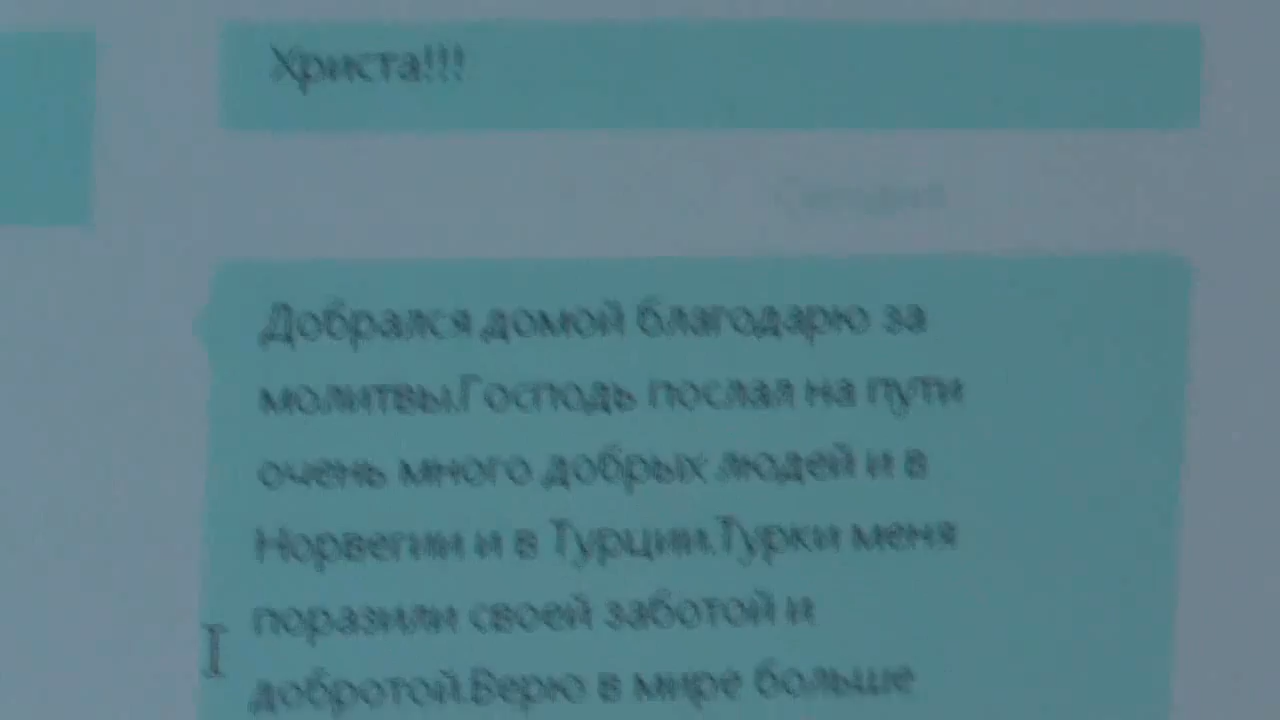 Христа!!!
Сегодня
Добрался домой благодарю за
молитвы.Господь послал на пути
очень много добрых людей и в
Норвегии и в Турции.Турки меня
поразили своей заботой и
добротой.Верю в мире больше